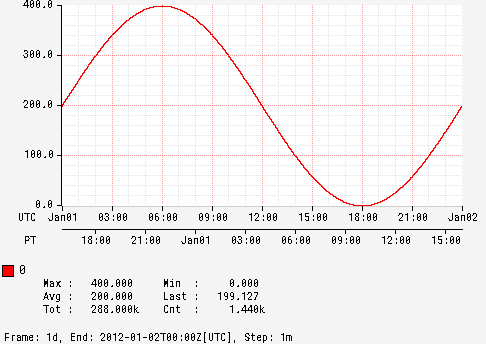 400.0
300.0
200.0
100.0
0.0
UTC Jan01 03:00 06:00 09:00 12:00 15:00 18:00 21:00 Jan02
PT 18:00 21:00 Jan01 03:00 06:00 09:00 12:00 15:00
0
Max : 400.000 Min : 0.000
Avg : 200.000 Last : 199.127
Tot : 288.000k Cnt : 1.440k
Frame: 1d, End: 2012-01-02T00:00Z[UTC], Step: 1m